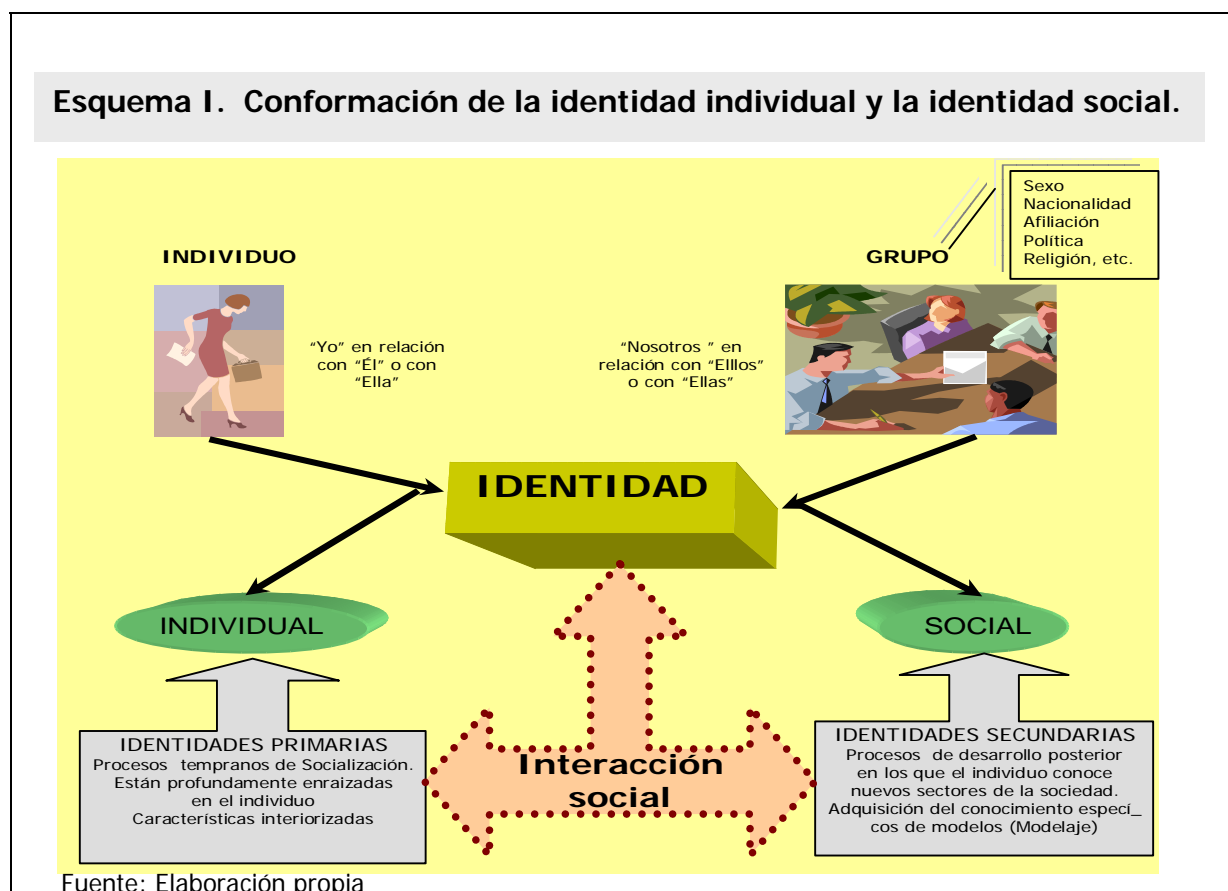 Esquema I.  Conformación de la identidad individual y la identidad social.
Sexo
Nacionalidad
Afiliación
Política
Religión, etc.
INDIVIDUO
GRUPO
“Yo” en relación
con “Él” o con
“Ella”
“Nosotros ” en
relación con “Elllos”
o con “Ellas”
IDENTIDAD
INDIVIDUAL
SOCIAL
IDENTIDADES PRIMARIAS
Procesos  tempranos de Socialización.
Están profundamente enraizadas
en el individuo
Características interiorizadas
Interacción
social
IDENTIDADES SECUNDARIAS
Procesos  de desarrollo posterior
en los que el individuo conoce
nuevos sectores de la sociedad.
Adquisición del conocimiento especí_
cos de modelos (Modelaje)
Fuente: Elaboración propia